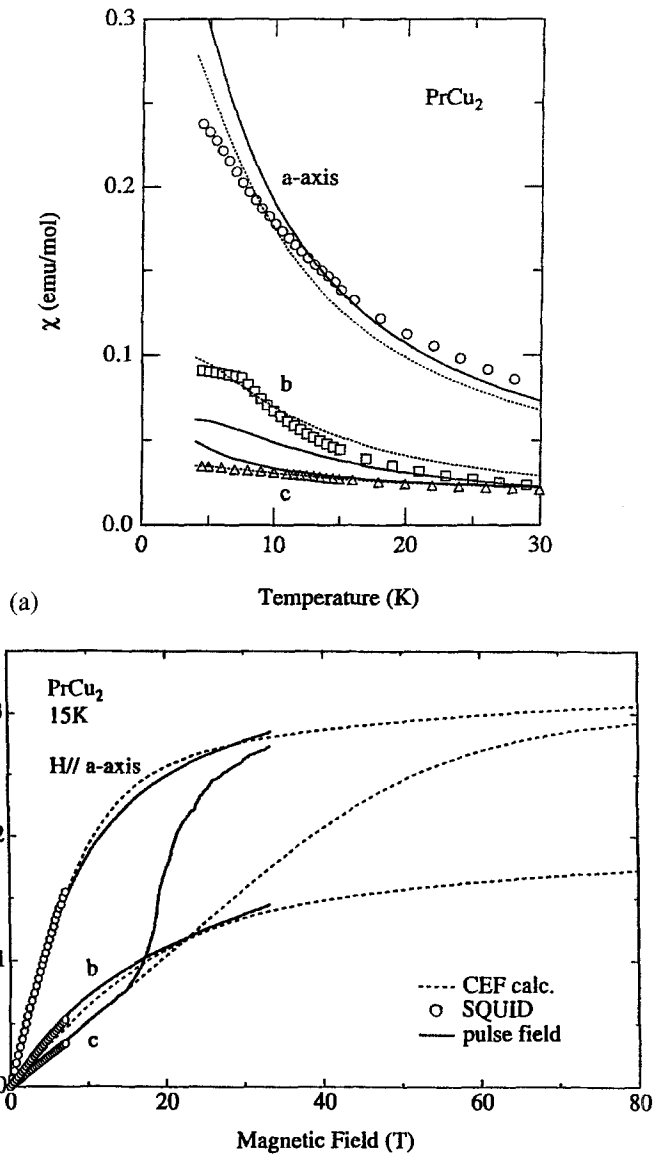 0.3
PrCu2
a-axis
0.2
χ (emu/mol)
0.1
b
c
0.0
0
10
20
30
(a)
Temperature (K)
PrCu2
15K
H// a-axis
b
c
CEF calc.
SQUID
pulse field
0
20
40
60
80
Magnetic Field (T)